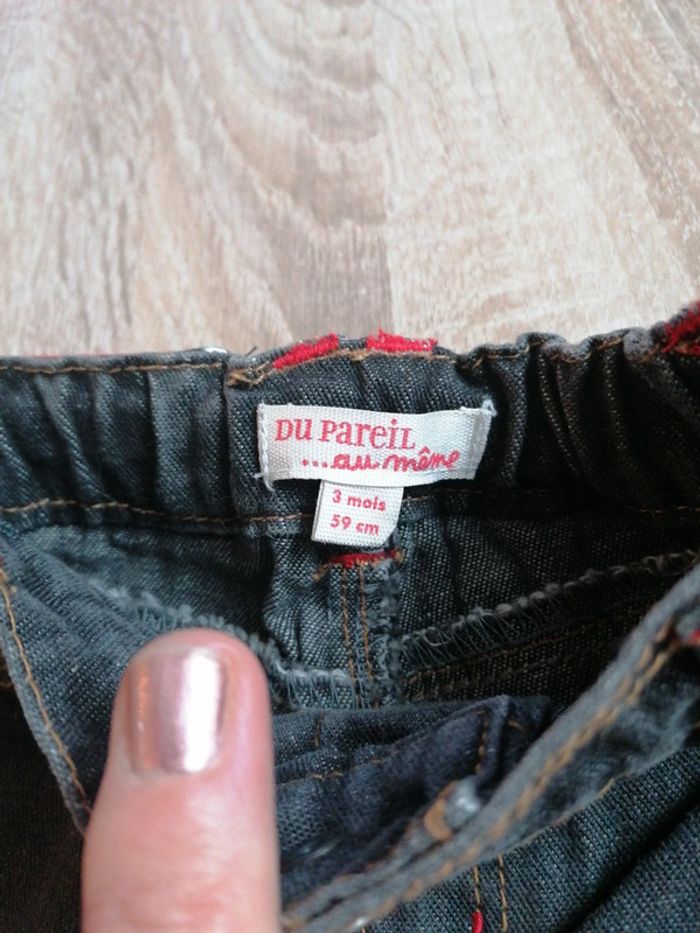 DU PaReiL
...au même
3 mois
59 cm